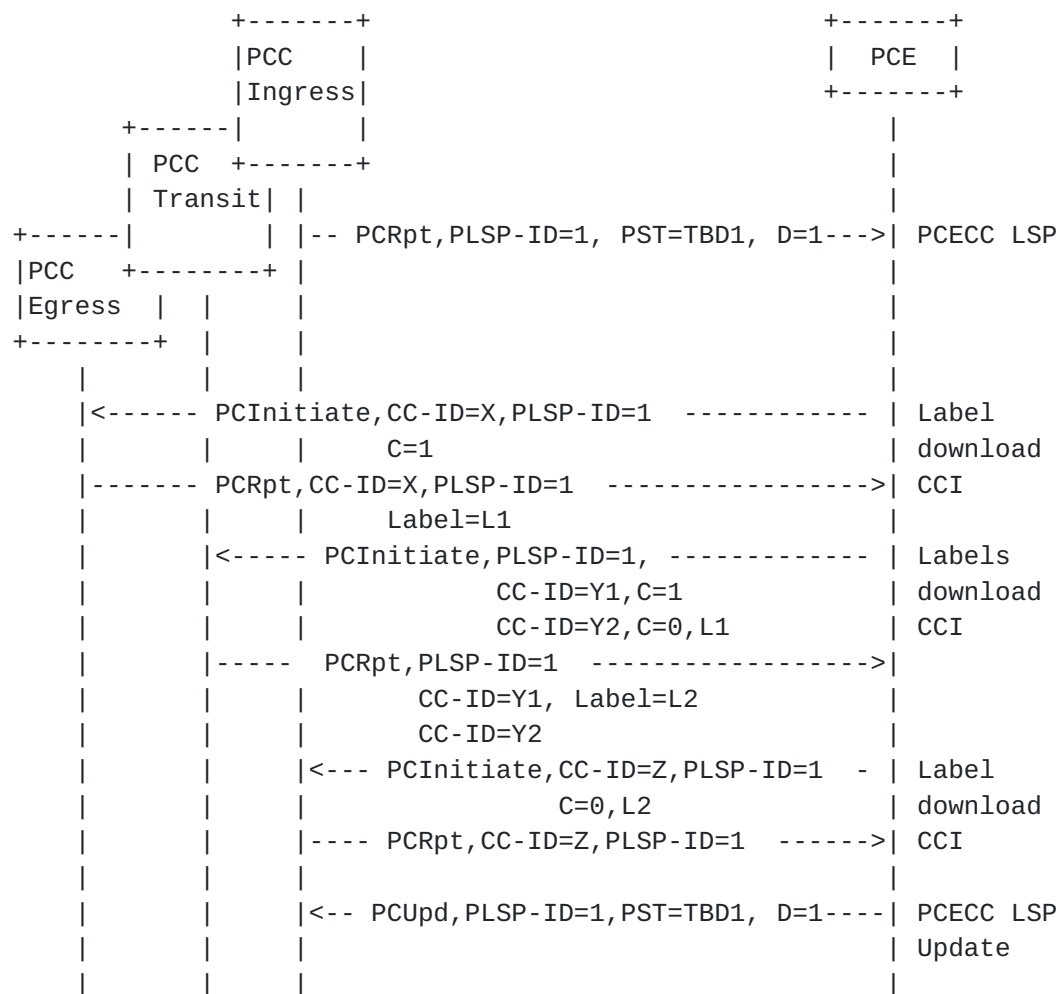 +-------+                              +-------+
|PCC    |                              |  PCE  |
|Ingress|                              +-------+
+------|       |                                  |
| PCC  +-------+                                  |
| Transit| |                                      |
+------|        | |-- PCRpt,PLSP-ID=1, PST=TBD1, D=1--->| PCECC LSP
|PCC   +--------+ |                                     |
|Egress  |  |     |                                     |
+--------+  |     |                                     |
|       |     |                                     |
|<------ PCInitiate,CC-ID=X,PLSP-ID=1  ------------ | Label
|       |     |     C=1                             | download
|------- PCRpt,CC-ID=X,PLSP-ID=1  ----------------->| CCI
|       |     |     Label=L1                        |
|       |<----- PCInitiate,PLSP-ID=1, ------------- | Labels
|       |     |            CC-ID=Y1,C=1             | download
|       |     |            CC-ID=Y2,C=0,L1          | CCI
|       |-----  PCRpt,PLSP-ID=1  ------------------>|
|       |     |       CC-ID=Y1, Label=L2            |
|       |     |       CC-ID=Y2                      |
|       |     |<--- PCInitiate,CC-ID=Z,PLSP-ID=1  - | Label
|       |     |                C=0,L2               | download
|       |     |---- PCRpt,CC-ID=Z,PLSP-ID=1  ------>| CCI
|       |     |                                     |
|       |     |<-- PCUpd,PLSP-ID=1,PST=TBD1, D=1----| PCECC LSP
|       |     |                                     | Update
|       |     |                                     |